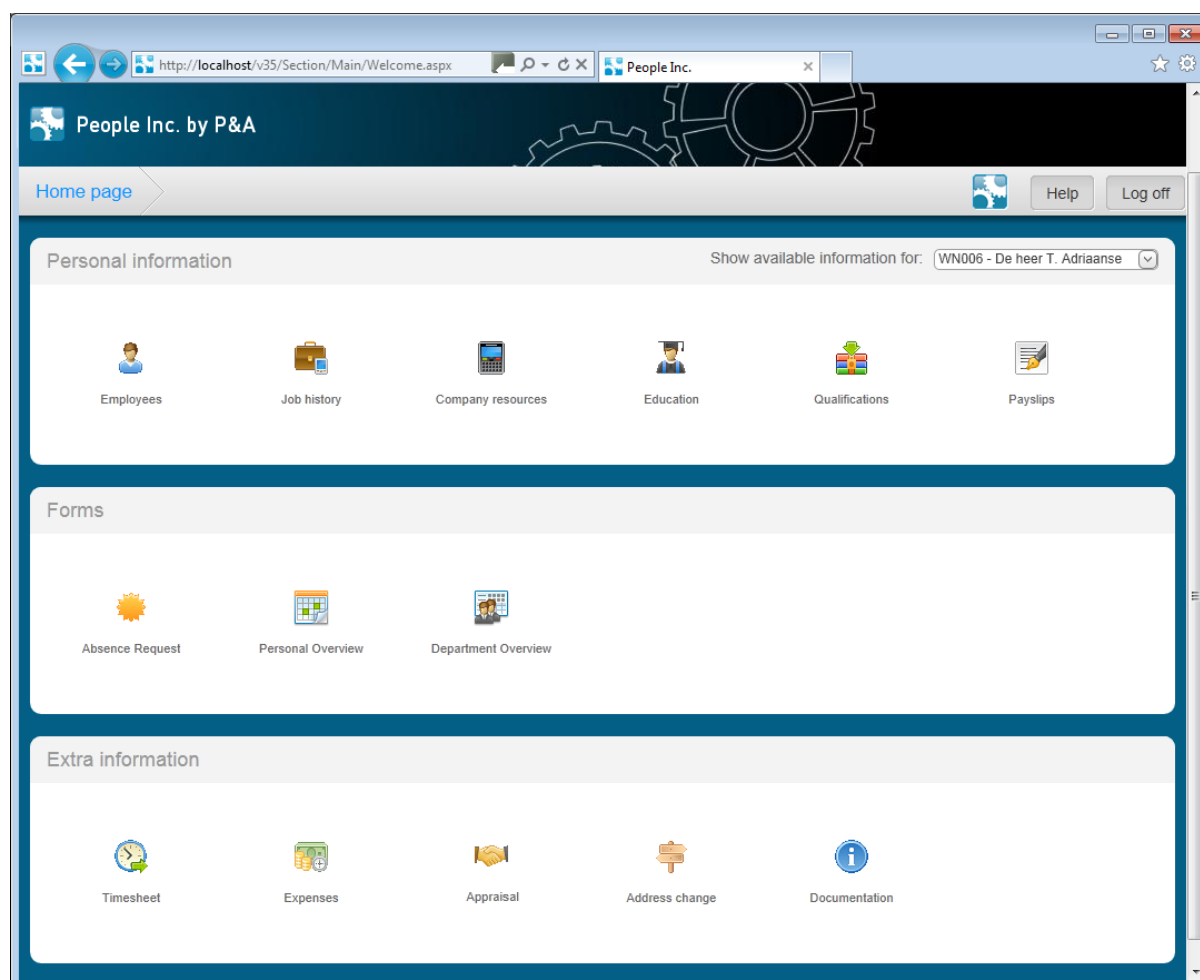 http://localhost/v35/Section/Main/Welcome.aspx
People Inc.
People Inc. by P&A
Home page
Help
Log off
Personal information
Show available information for: WN006 - De heer T. Adriaanse
Employees
Job history
Company resources
Education
Qualifications
Payslips
Forms
Absence Request
Personal Overview
Department Overview
Extra information
Timesheet
Expenses
Appraisal
Address change
Documentation